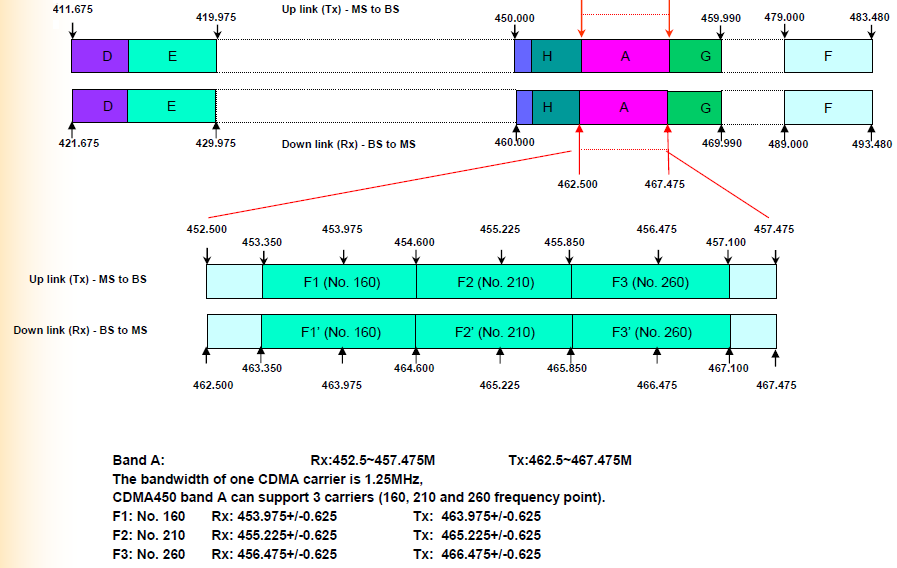 Up link (Tx) - MS to BS
411.675 419.975 450.000 459.990 479.000 483.480
D E H A G F
D E H A G F
421.675 429.975 Down link (Rx) - BS to MS 460.000 469.990 489.000 493.480
462.500 467.475
452.500 453.975 455.225 456.475 457.475
453.350 454.600 455.850 457.100
Up link (Tx) - MS to BS F1 (No. 160) F2 (No. 210) F3 (No. 260)
Down link (Rx) - BS to MS F1' (No. 160) F2' (No. 210) F3' (No. 260)
463.350 464.600 465.850 467.100
462.500 463.975 465.225 466.475 467.475
Band A: Rx:452.5~457.475M Tx:462.5~467.475M
The bandwidth of one CDMA carrier is 1.25MHz,
CDMA450 band A can support 3 carriers (160, 210 and 260 frequency point).
F1: No. 160 Rx: 453.975+/-0.625 Tx: 463.975+/-0.625
F2: No. 210 Rx: 455.225+/-0.625 Tx: 465.225+/-0.625
F3: No. 260 Rx: 456.475+/-0.625 Tx: 466.475+/-0.625